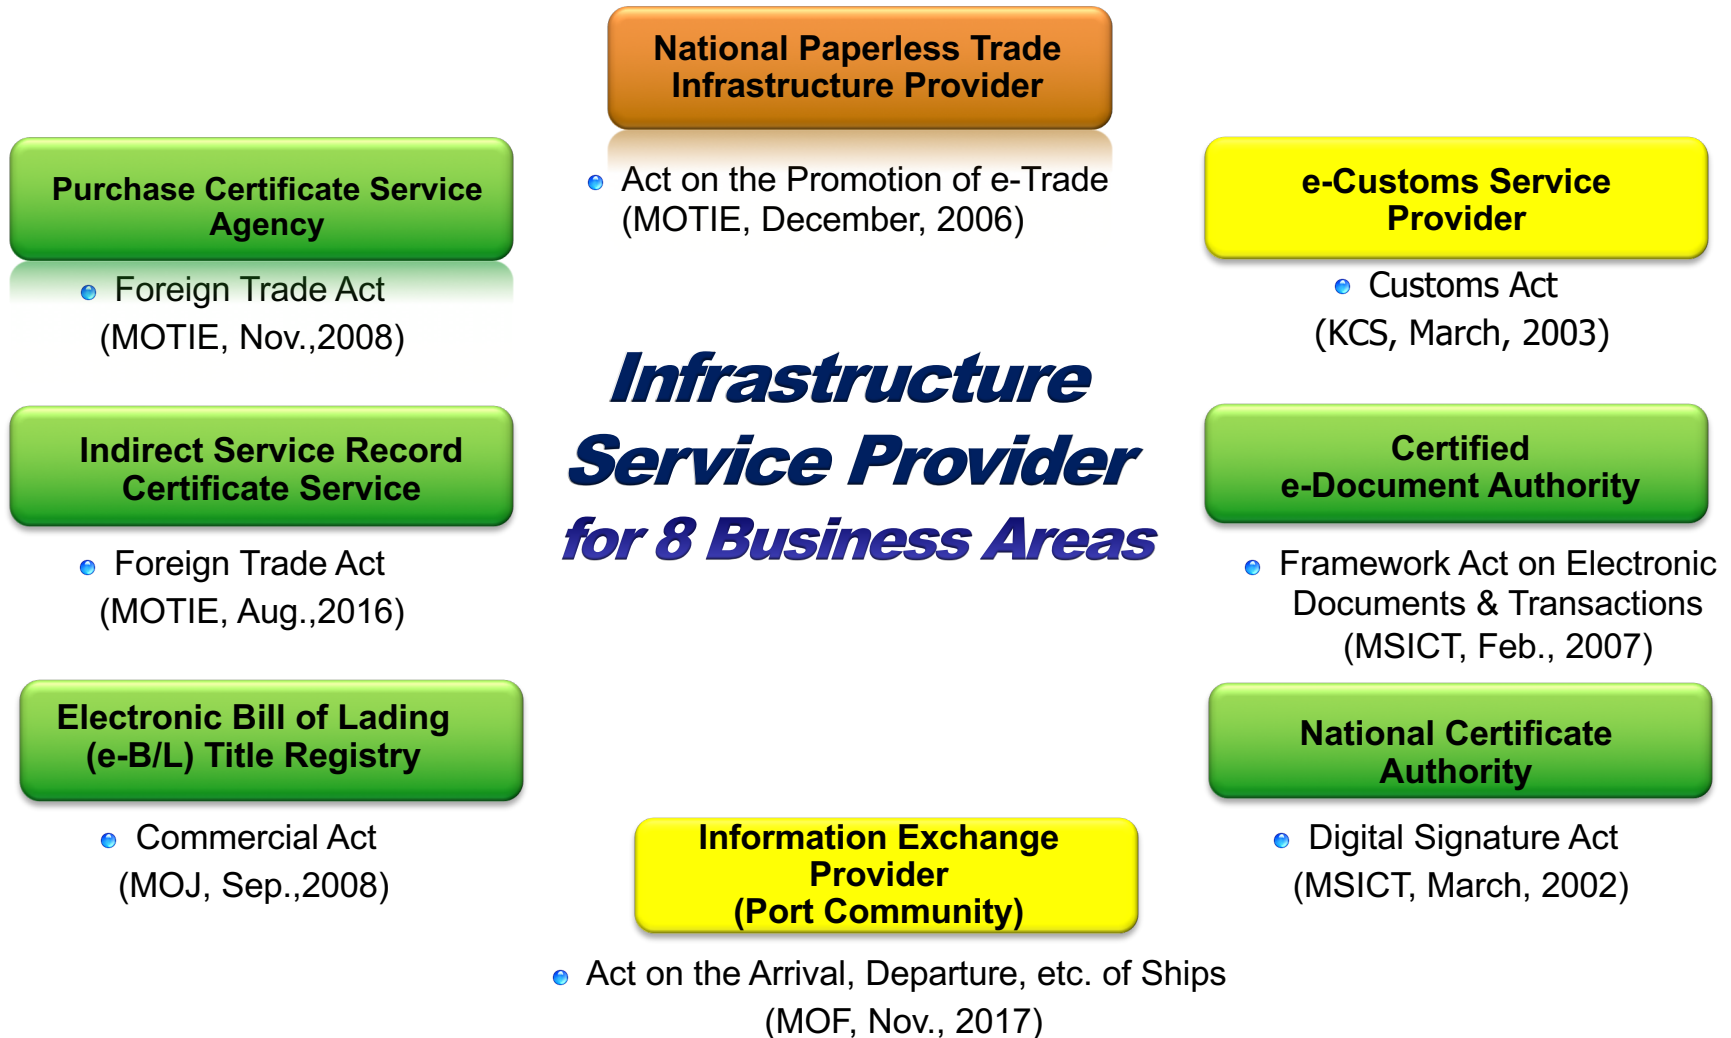 National Paperless Trade
Infrastructure Provider
Act on the Promotion of e-Trade
(MOTIE, December, 2006)
Purchase Certificate Service
Agency
Foreign Trade Act
(MOTIE, Nov.,2008)
e-Customs Service
Provider
Customs Act
(KCS, March, 2003)
Infrastructure
Service Provider
for 8 Business Areas
Indirect Service Record
Certificate Service
Foreign Trade Act
(MOTIE, Aug.,2016)
Certified
e-Document Authority
Framework Act on Electronic
Documents & Transactions
(MSICT, Feb., 2007)
Electronic Bill of Lading
(e-B/L) Title Registry
Commercial Act
(MOJ, Sep.,2008)
National Certificate
Authority
Digital Signature Act
(MSICT, March, 2002)
Information Exchange
Provider
(Port Community)
Act on the Arrival, Departure, etc. of Ships
(MOF, Nov., 2017)